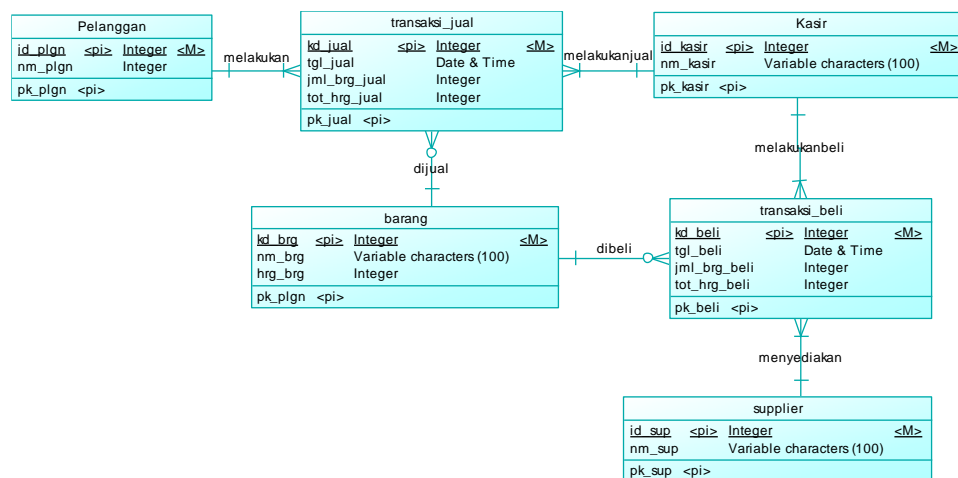 Pelanggan
id_plgn <pi> Integer <M>
nm_plgn Integer
pk_plgn <pi>
melakukan
transaksi_jual
kd_jual <pi> Integer <M>
tgl_jual Date & Time
jml_brg_jual Integer
tot_hrg_jual Integer
pk_jual <pi>
melakukanjual
Kasir
id_kasir <pi> Integer <M>
nm_kasir Variable characters (100)
pk_kasir <pi>
dijual
melakukanbeli
barang
kd_brg <pi> Integer <M>
nm_brg Variable characters (100)
hrg_brg Integer
pk_plgn <pi>
dibeli
transaksi_beli
kd_beli <pi> Integer <M>
tgl_beli Date & Time
jml_brg_beli Integer
tot_hrg_beli Integer
pk_beli <pi>
menyediakan
supplier
id_sup <pi> Integer <M>
nm_sup Variable characters (100)
pk_sup <pi>